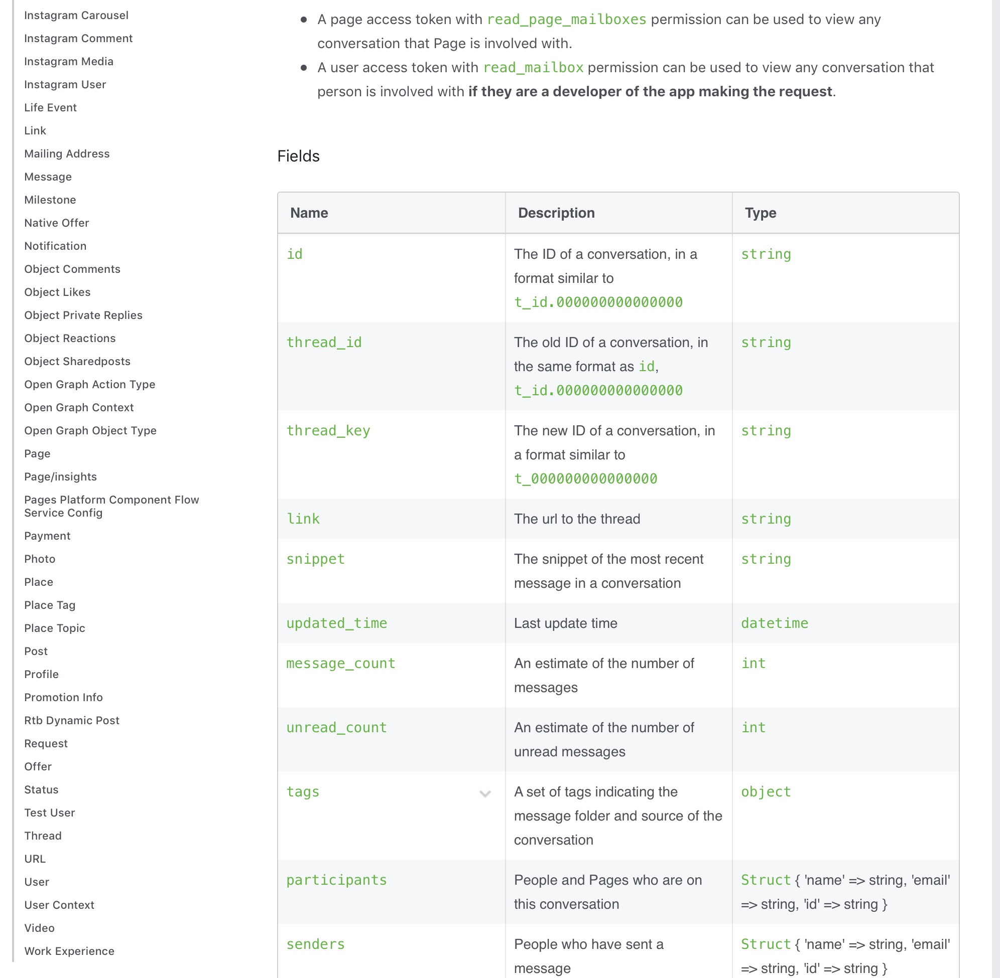 Instagram Carousel
Instagram Comment
Instagram Media
Instagram User
Life Event
Link
Mailing Address
Message
Milestone
Native Offer
Notification
Object Comments
Object Likes
Object Private Replies
Object Reactions
Object Sharedposts
Open Graph Action Type
Open Graph Context
Open Graph Object Type
Page
Page/insights
Pages Platform Component Flow
Service Config
Payment
Photo
Place
Place Tag
Place Topic
Post
Profile
Promotion Info
Rtb Dynamic Post
Request
Offer
Status
Test User
Thread
URL
User
User Context
Video
Work Experience
A page access token with read_page_mailboxes permission can be used to view any
conversation that Page is involved with.
A user access token with read_mailbox permission can be used to view any conversation that
person is involved with if they are a developer of the app making the request.
Fields
Name Description Type
id The ID of a conversation, in a string
format similar to
t_id.000000000000000
thread_id The old ID of a conversation, in string
the same format as id,
t_id.000000000000000
thread_key The new ID of a conversation, in string
a format similar to
t_000000000000000
link The url to the thread string
snippet The snippet of the most recent string
message in a conversation
updated_time Last update time datetime
message_count An estimate of the number of int
messages
unread_count An estimate of the number of int
unread messages
tags A set of tags indicating the object
message folder and source of the
conversation
participants People and Pages who are on Struct { 'name' => string, 'email'
this conversation => string, 'id' => string }
senders People who have sent a Struct { 'name' => string, 'email'
message => string, 'id' => string }